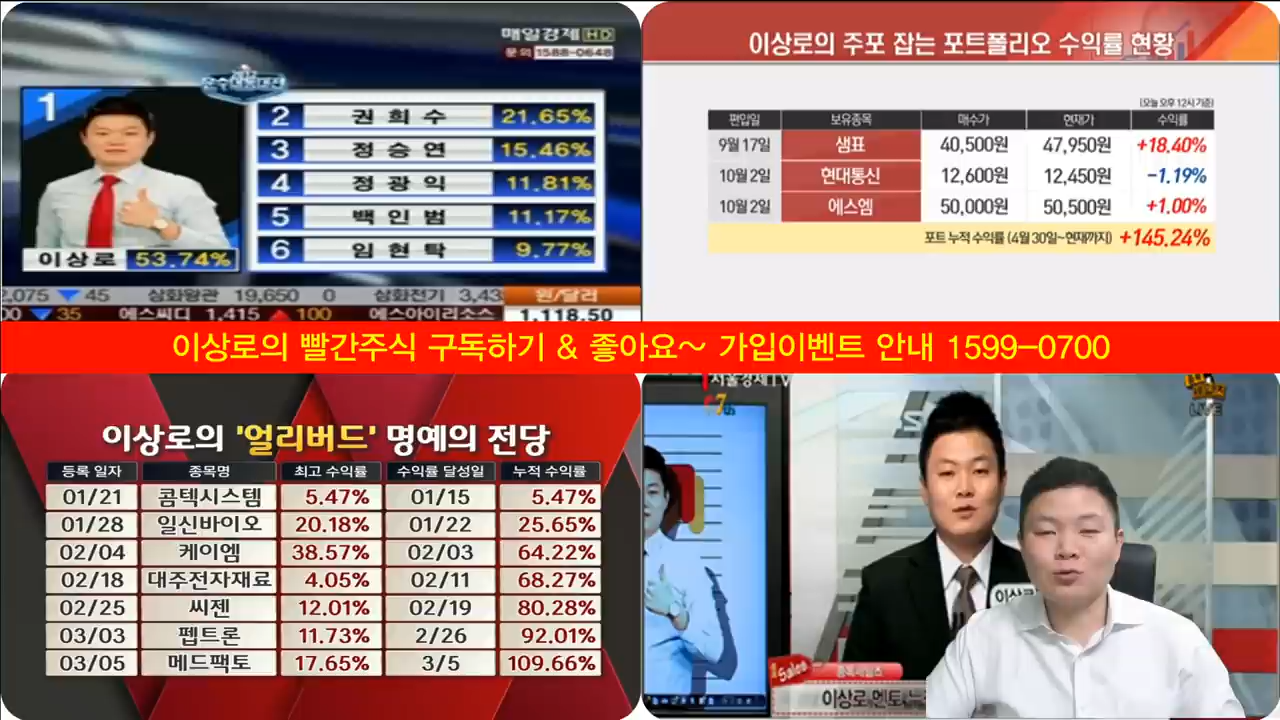 매일경제 HD
문의 1588-0648
1
이상로 53.74%
2 권희수 21.65%
3 정승연 15.46%
4 정광익 11.81%
5 백인범 11.17%
6 임현탁 9.77%
2,075 ▼ 45 삼화왕관 19,650 0 삼화전기 3,43
00 ▼ 35 에스씨디 1,415 ▲ 100 에스아이리소스
원/달러
1,118.50
이상로의 주포 잡는 포트폴리오 수익률 현황
(오늘 오후 12시 기준)
편입일 보유종목 매수가 현재가 수익률
9월 17일 샘표 40,500원 47,950원 +18.40%
10월 2일 현대통신 12,600원 12,450원 -1.19%
10월 2일 에스엠 50,000원 50,500원 +1.00%
포트 누적 수익률 (4월 30일~현재까지) +145.24%
이상로의 빨간주식 구독하기 & 좋아요~ 가입이벤트 안내 1599-0700
이상로의 '얼리버드' 명예의 전당
등록 일자 종목명 최고 수익률 수익률 달성일 누적 수익률
01/21 콤텍시스템 5.47% 01/15 5.47%
01/28 일신바이오 20.18% 01/22 25.65%
02/04 케이엠 38.57% 02/03 64.22%
02/18 대주전자재료 4.05% 02/11 68.27%
02/25 씨젠 12.01% 02/19 80.28%
03/03 펩트론 11.73% 2/26 92.01%
03/05 메드팩토 17.65% 3/5 109.66%
서울경제TV
LIVE
이상로
Sales
이상로 멘토